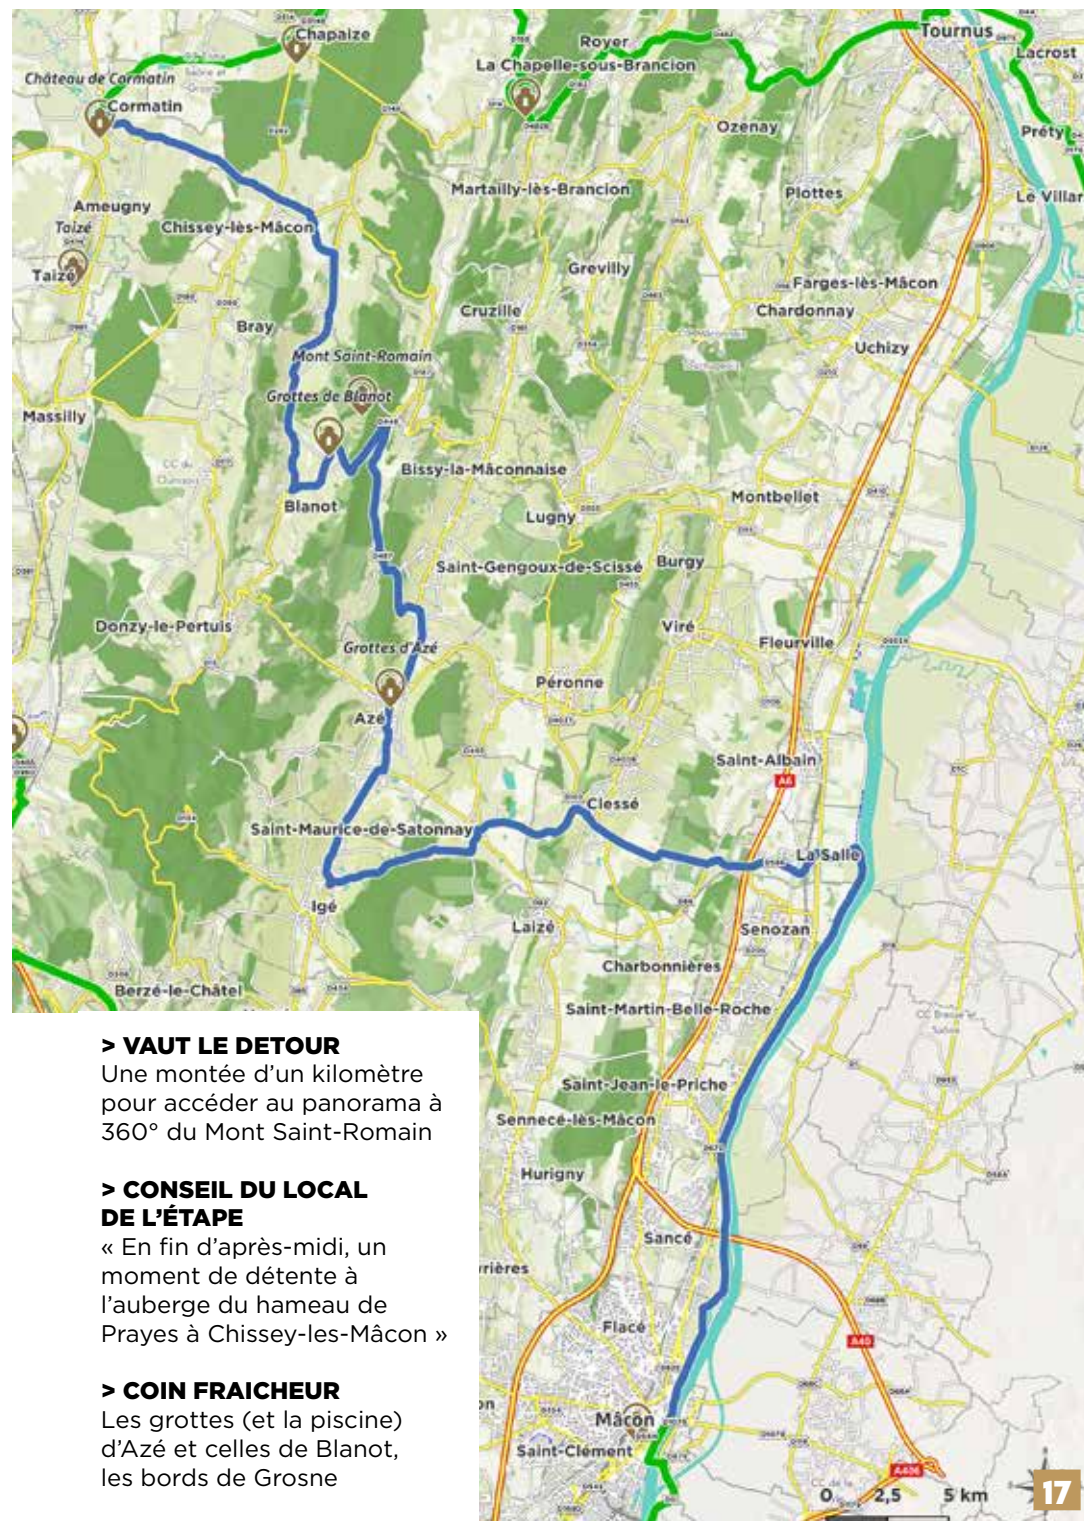 Chapaize
Royer
Tournus
La Chapelle-sous-Brancion
Lacrost
Château de Cormatin
Cormatin
Ozenay
Préty
Martailly-lès-Brancion
Plottes
Le Villar
Ameugny
Taizé
Chissey-lès-Mâcon
Taizé
Grevilly
Farges-lès-Mâcon
Cruzille
Chardonnay
Bray
Uchizy
Mont Saint-Romain
Grottes de Blanot
Massilly
Bissy-la-Mâconnaise
Montbellet
Blanot
Lugny
Saint-Gengoux-de-Scissé
Burgy
Donzy-le-Pertuis
Viré
Fleurville
Grottes d'Azé
Péronne
Azé
Saint-Albain
A6
Clessé
Saint-Maurice-de-Satonnay
La Salle
Igé
Laizé
Senozan
Charbonnières
Berzé-le-Châtel
Saint-Martin-Belle-Roche
Saint-Jean-le-Priche
Sennecé-lès-Mâcon
Hurigny
Sancé
vrières
Flacé
A40
Mâcon
Saint-Clément
A406
0 2,5 5 km
> VAUT LE DETOUR
Une montée d’un kilomètre
pour accéder au panorama à
360° du Mont Saint-Romain
> CONSEIL DU LOCAL
DE L’ÉTAPE
« En fin d’après-midi, un
moment de détente à
l’auberge du hameau de
Prayes à Chissey-les-Mâcon »
> COIN FRAICHEUR
Les grottes (et la piscine)
d’Azé et celles de Blanot,
les bords de Grosne
17